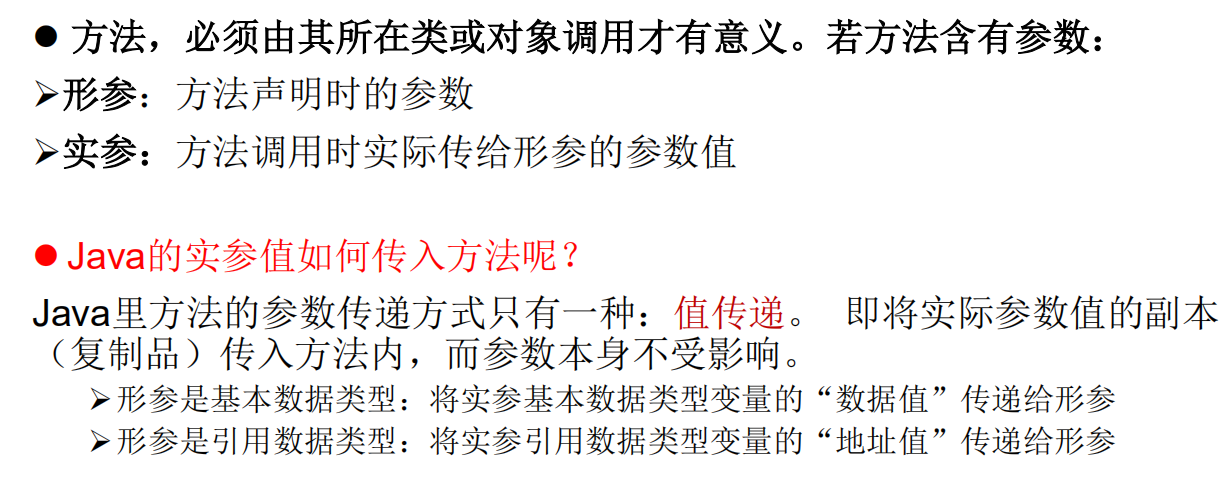 ● 方法，必须由其所在类或对象调用才有意义。若方法含有参数：
➢形参：方法声明时的参数
➢实参：方法调用时实际传给形参的参数值
● Java的实参值如何传入方法呢？
Java里方法的参数传递方式只有一种：值传递。 即将实际参数值的副本
（复制品）传入方法内，而参数本身不受影响。
➢形参是基本数据类型：将实参基本数据类型变量的“数据值”传递给形参
➢形参是引用数据类型：将实参引用数据类型变量的“地址值”传递给形参